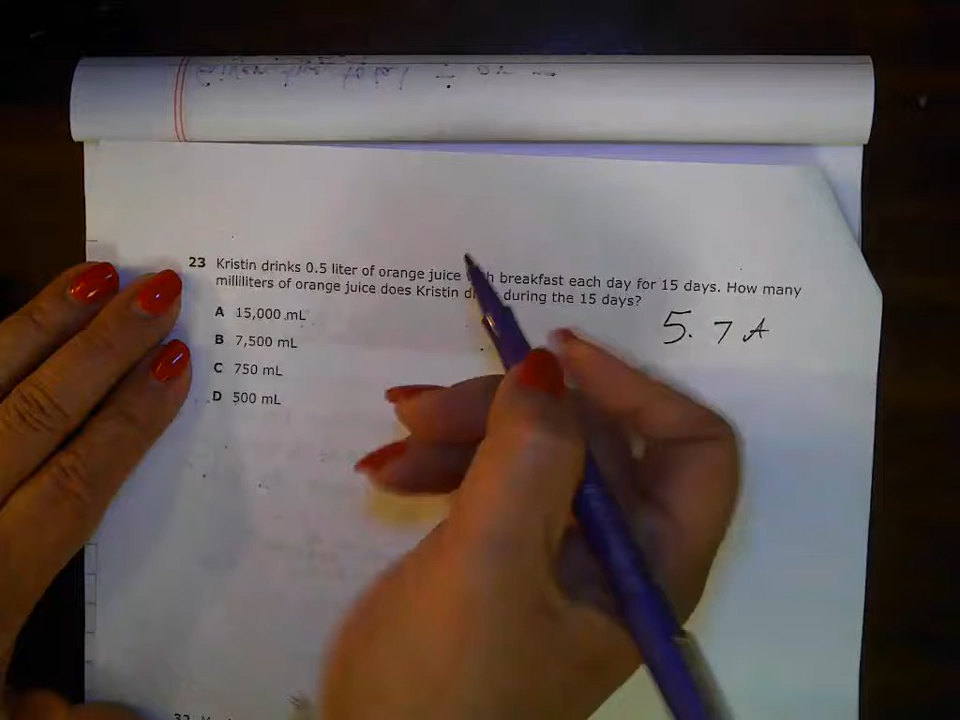 23 Kristin drinks 0.5 liter of orange juice breakfast each day for 15 days. How many
milliliters of orange juice does Kristin during the 15 days?
A 15,000 mL
B 7,500 mL
C 750 mL
D 500 mL
5. 7 A
32